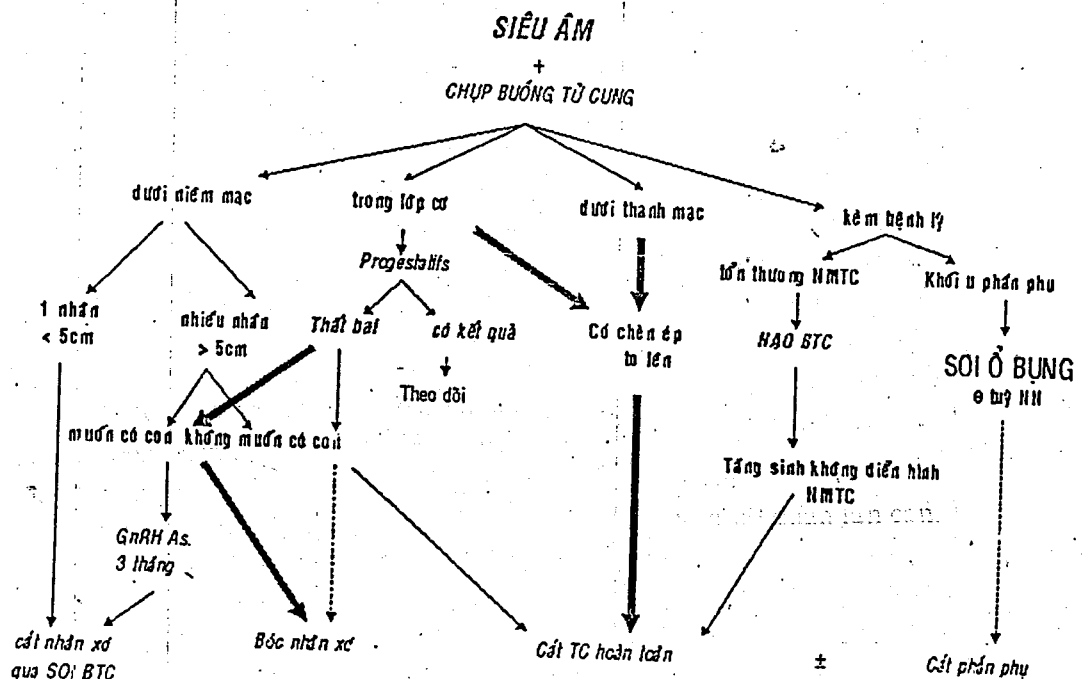 SIÊU ÂM
+
CHỤP BUỒNG TỬ CUNG
dưới niêm mạc
trong lớp cơ
dưới thanh mạc
kèm bệnh lý
Progestatifs
tổn thương NMTC
Khối u phần phụ
1 nhân
< 5cm
nhiều nhân
> 5cm
Thất bại
có kết quả
Có chèn ép
to lên
NẠO BTC
SOI Ổ BỤNG
Theo dõi
muốn có con
không muốn có con
Tăng sinh không điển hình
NMTC
GnRH As.
3 tháng
cắt nhân xơ
qua SOI BTC
Bóc nhân xơ
Cắt TC hoàn toàn
±
Cắt phần phụ